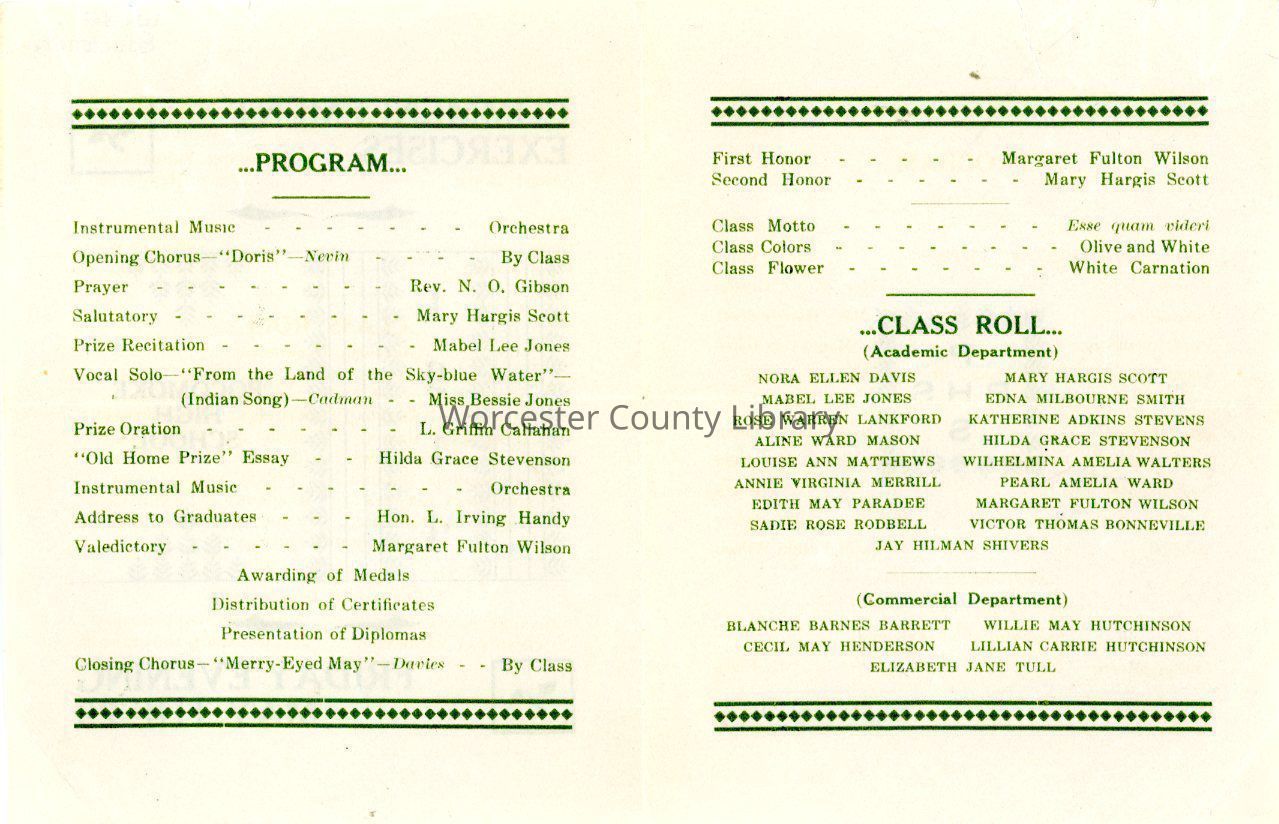 ...PROGRAM...
Instrumental Music - - - - - - - Orchestra
Opening Chorus—"Doris"—Nevin - - - - By Class
Prayer - - - - - - - - Rev. N. O. Gibson
Salutatory - - - - - - - - Mary Hargis Scott
Prize Recitation - - - - - - - Mabel Lee Jones
Vocal Solo—"From the Land of the Sky-blue Water"—
(Indian Song)—Cadman - - Miss Bessie Jones
Prize Oration - - - - - - - L. Griffin Callahan
"Old Home Prize" Essay - - Hilda Grace Stevenson
Instrumental Music - - - - - - - Orchestra
Address to Graduates - - - Hon. L. Irving Handy
Valedictory - - - - - - Margaret Fulton Wilson
Awarding of Medals
Distribution of Certificates
Presentation of Diplomas
Closing Chorus—"Merry-Eyed May"—Davies - - By Class
First Honor - - - - - Margaret Fulton Wilson
Second Honor - - - - - - Mary Hargis Scott
Class Motto - - - - - - - Esse quam videri
Class Colors - - - - - - - - Olive and White
Class Flower - - - - - - - White Carnation
...CLASS ROLL...
(Academic Department)
NORA ELLEN DAVIS MARY HARGIS SCOTT
MABEL LEE JONES EDNA MILBOURNE SMITH
ROSE WARREN LANKFORD KATHERINE ADKINS STEVENS
ALINE WARD MASON HILDA GRACE STEVENSON
LOUISE ANN MATTHEWS WILHELMINA AMELIA WALTERS
ANNIE VIRGINIA MERRILL PEARL AMELIA WARD
EDITH MAY PARADEE MARGARET FULTON WILSON
SADIE ROSE RODBELL VICTOR THOMAS BONNEVILLE
JAY HILMAN SHIVERS
(Commercial Department)
BLANCHE BARNES BARRETT WILLIE MAY HUTCHINSON
CECIL MAY HENDERSON LILLIAN CARRIE HUTCHINSON
ELIZABETH JANE TULL
Worcester County Library